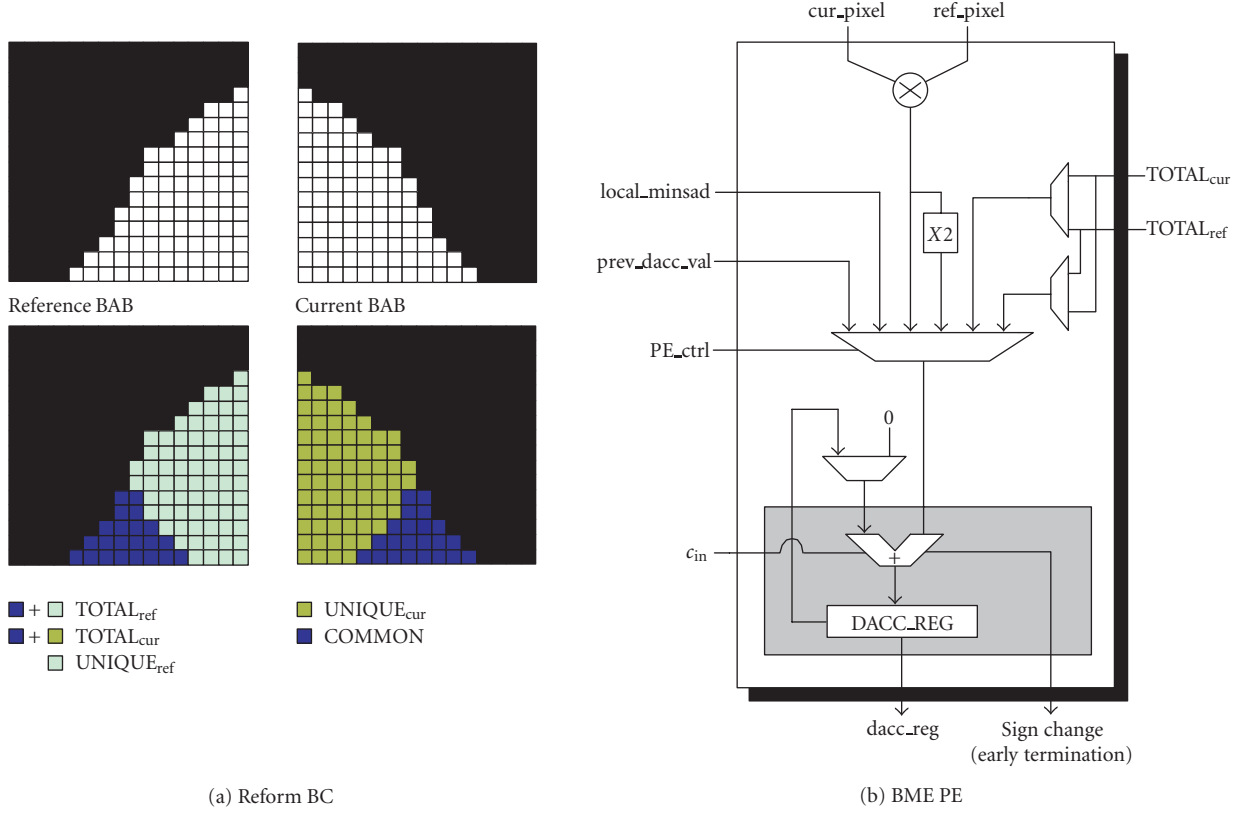 Reference BAB
Current BAB
+ TOTALref
+ TOTALcur
UNIQUEref
UNIQUEcur
COMMON
(a) Reform BC
cur_pixel
ref_pixel
local_minsad
X2
TOTALcur
TOTALref
prev_dacc_val
PE_ctrl
0
cin
+
DACC_REG
dacc_reg
Sign change
(early termination)
(b) BME PE